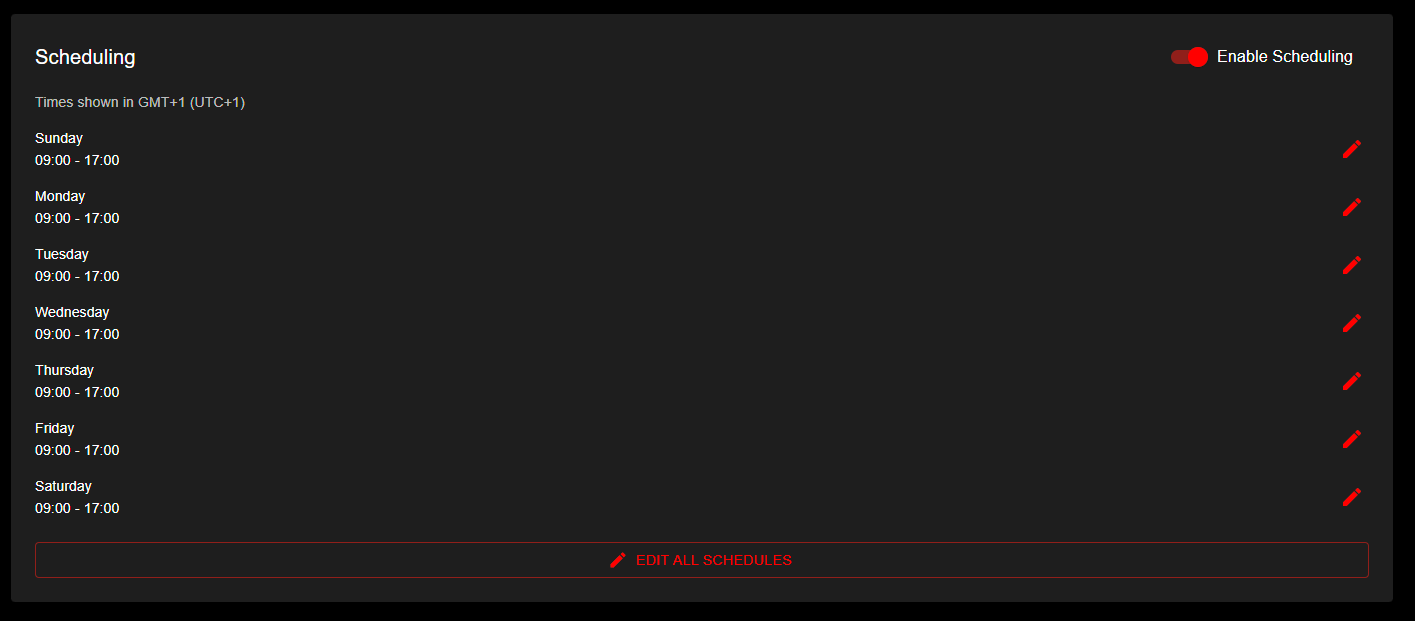 Scheduling
Enable Scheduling
Times shown in GMT+1 (UTC+1)
Sunday
09:00 - 17:00
Monday
09:00 - 17:00
Tuesday
09:00 - 17:00
Wednesday
09:00 - 17:00
Thursday
09:00 - 17:00
Friday
09:00 - 17:00
Saturday
09:00 - 17:00
EDIT ALL SCHEDULES